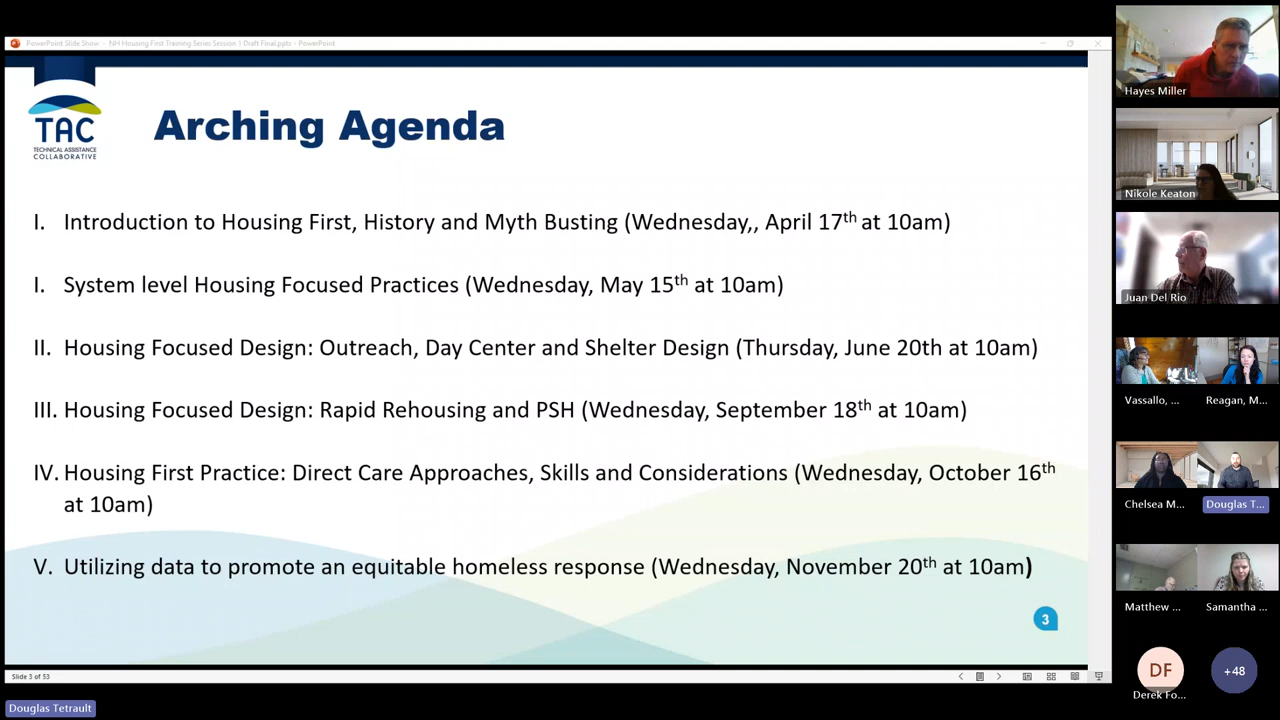 PowerPoint Slide Show - NH Housing First Training Series Session I Draft Final.pptx - PowerPoint
TAC
TECHNICAL ASSISTANCE
COLLABORATIVE
Arching Agenda
I. Introduction to Housing First, History and Myth Busting (Wednesday,, April 17th at 10am)
I. System level Housing Focused Practices (Wednesday, May 15th at 10am)
II. Housing Focused Design: Outreach, Day Center and Shelter Design (Thursday, June 20th at 10am)
III. Housing Focused Design: Rapid Rehousing and PSH (Wednesday, September 18th at 10am)
IV. Housing First Practice: Direct Care Approaches, Skills and Considerations (Wednesday, October 16th
at 10am)
V. Utilizing data to promote an equitable homeless response (Wednesday, November 20th at 10am)
3
Slide 3 of 53
Douglas Tetrault
Hayes Miller
Nikole Keaton
Juan Del Rio
Vassallo, ...
Reagan, M...
Chelsea M...
Douglas T...
Matthew ...
Samantha ...
DF
Derek Fo...
+48